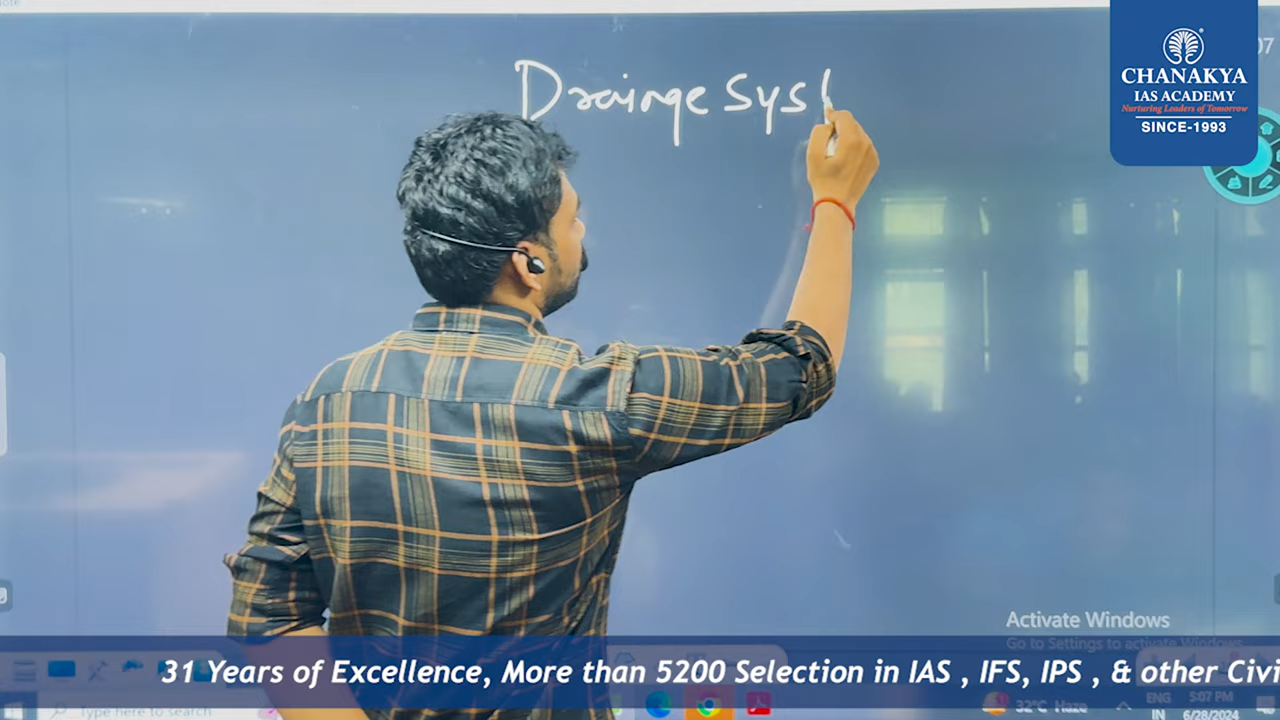 Drainge Sys
07
CHANAKYA
IAS ACADEMY
Nurturing Leaders of Tomorrow
SINCE-1993
Activate Windows
Go to Settings to activate Windows.
31 Years of Excellence, More than 5200 Selection in IAS , IFS, IPS , & other Civi
Type here to search
32°C Haze
ENG
IN
5:07 PM
6/28/2024